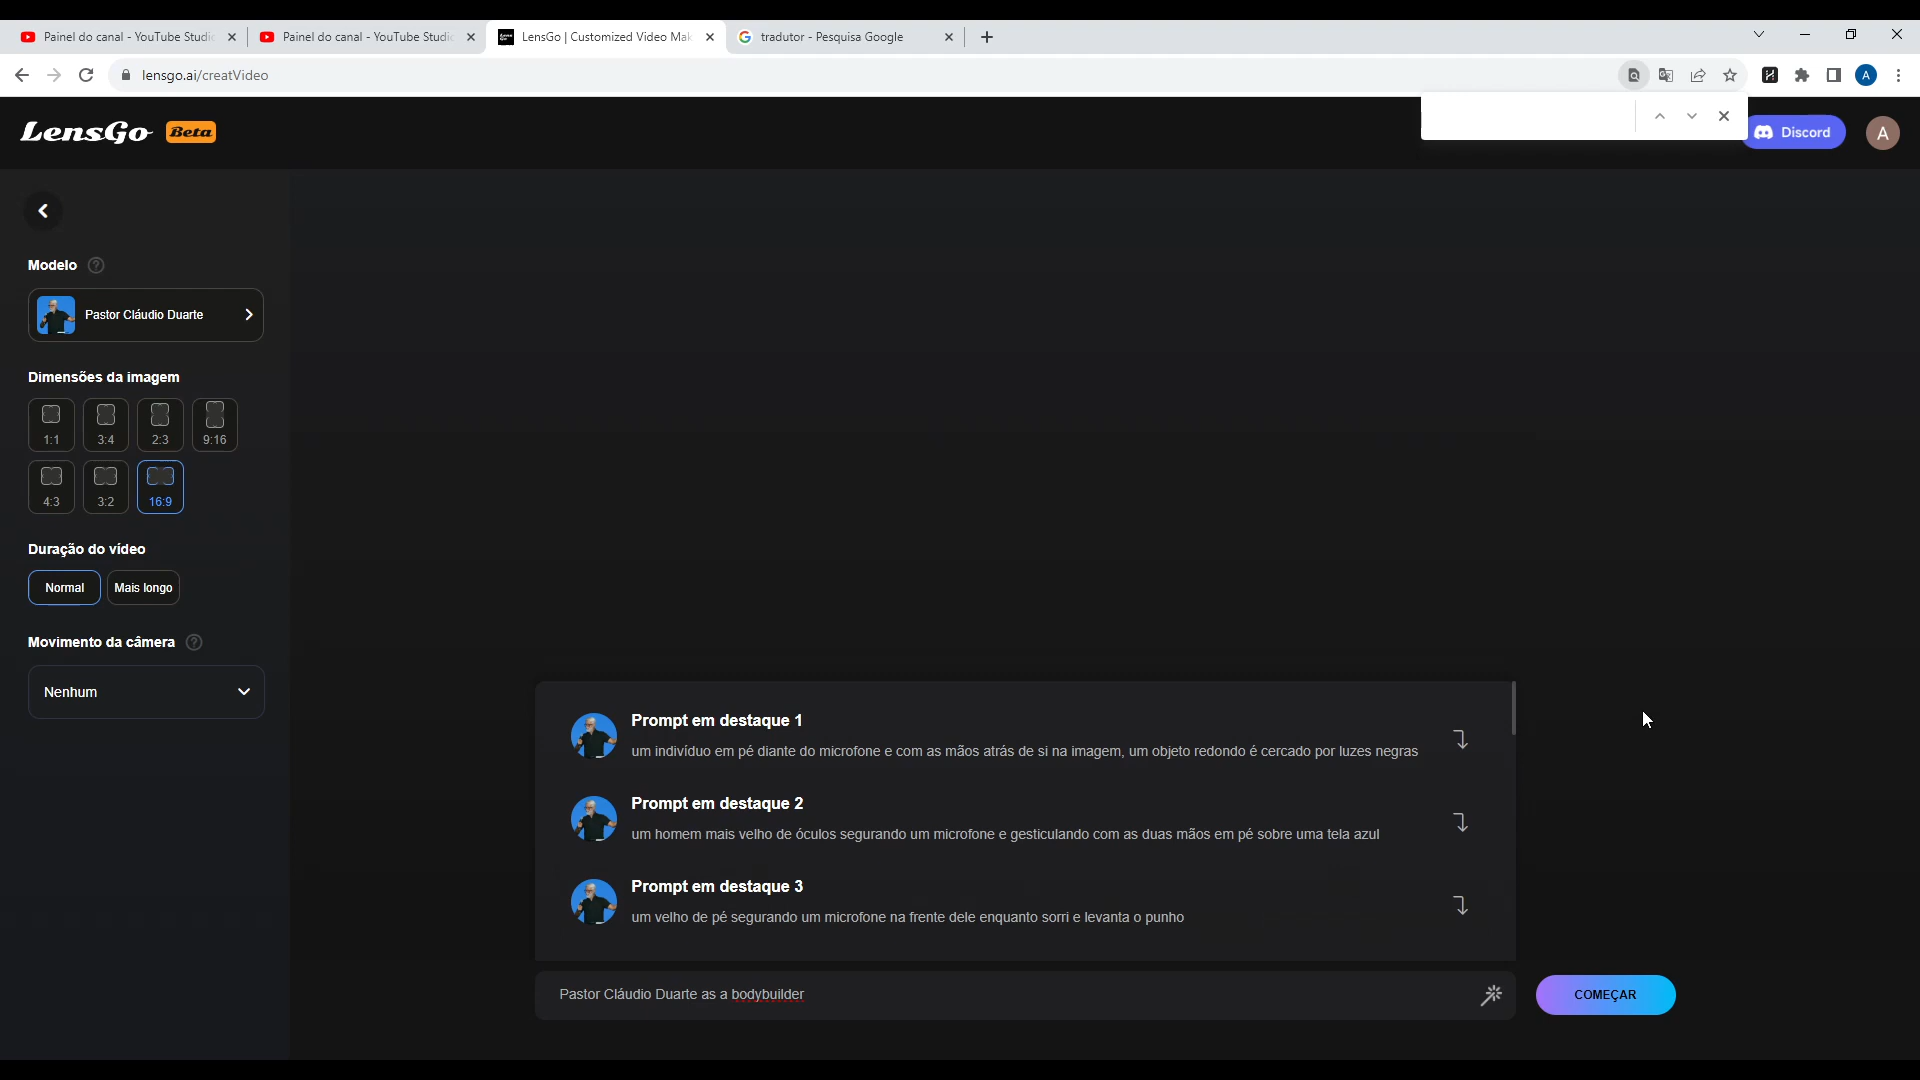 Painel do canal - YouTube Studi
Painel do canal - YouTube Studi
LensGo | Customized Video Mak
tradutor - Pesquisa Google
lensgo.ai/creatVideo
A
LensGo Beta
Discord
A
Modelo
Pastor Cláudio Duarte
Dimensões da imagem
1:1 3:4 2:3 9:16
4:3 3:2 16:9
Duração do vídeo
Normal Mais longo
Movimento da câmera
Nenhum
Prompt em destaque 1
um indivíduo em pé diante do microfone e com as mãos atrás de si na imagem, um objeto redondo é cercado por luzes negras
Prompt em destaque 2
um homem mais velho de óculos segurando um microfone e gesticulando com as duas mãos em pé sobre uma tela azul
Prompt em destaque 3
um velho de pé segurando um microfone na frente dele enquanto sorri e levanta o punho
Pastor Cláudio Duarte as a bodybuilder
COMEÇAR